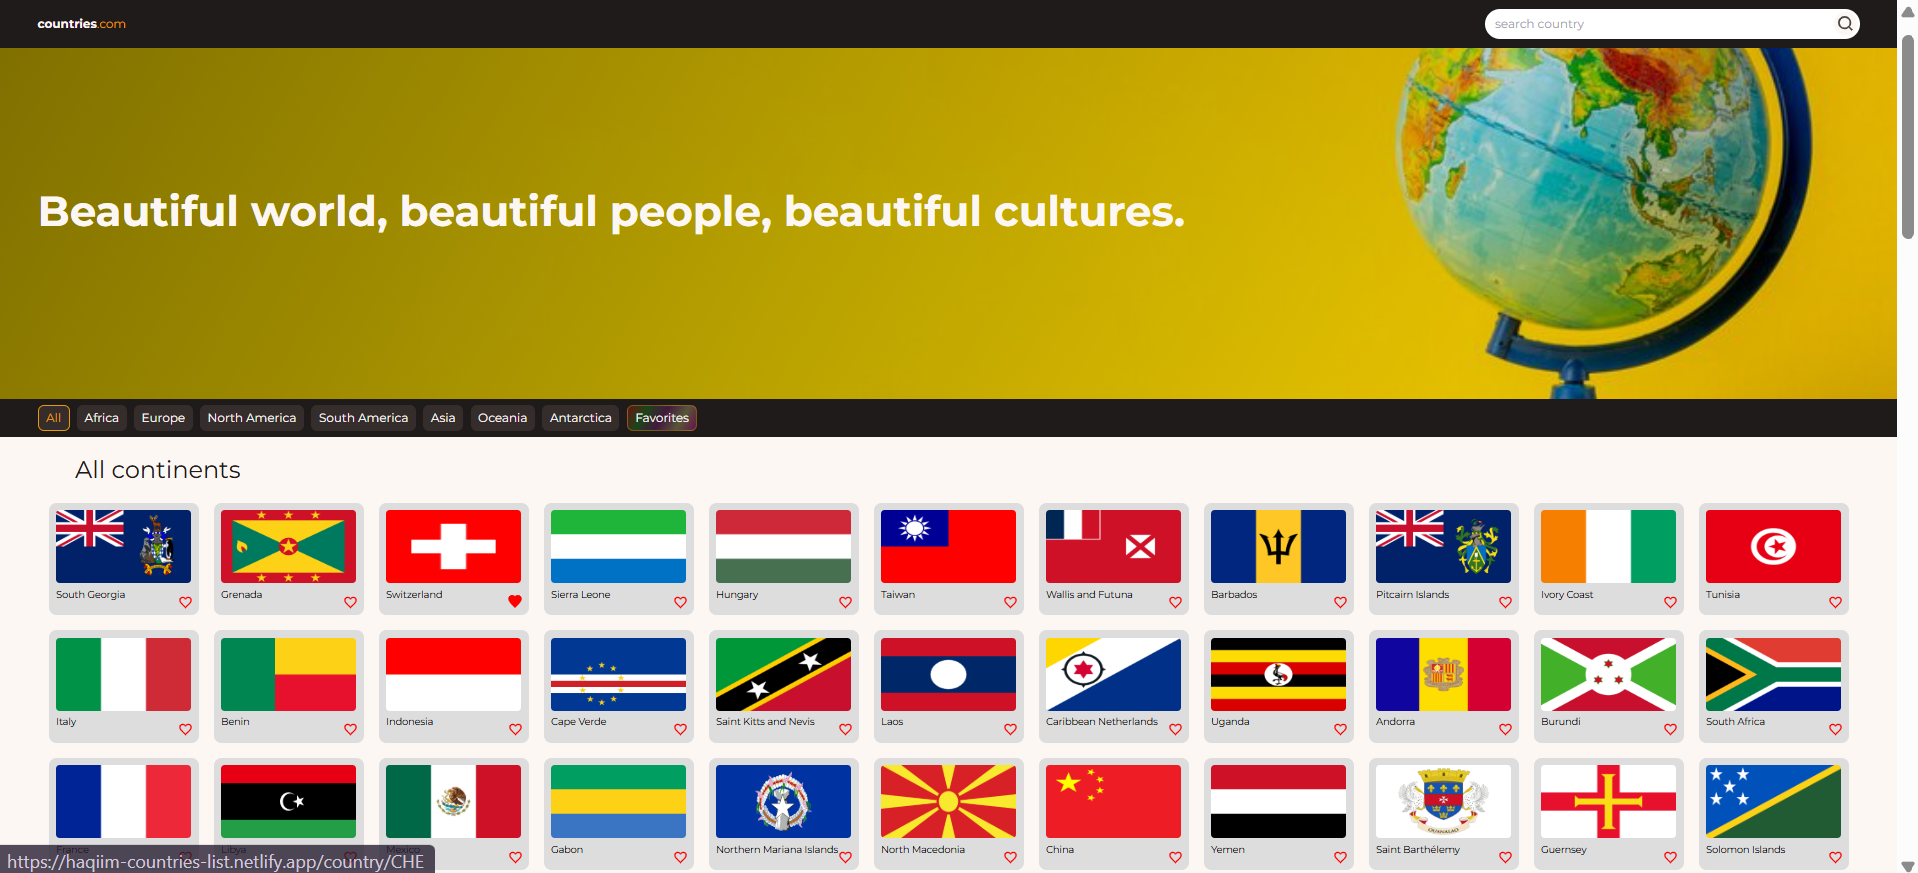 countries.com
search country
Beautiful world, beautiful people, beautiful cultures.
All Africa Europe North America South America Asia Oceania Antarctica Favorites
All continents
South Georgia Grenada Switzerland Sierra Leone Hungary Taiwan Wallis and Futuna Barbados Pitcairn Islands Ivory Coast Tunisia
Italy Benin Indonesia Cape Verde Saint Kitts and Nevis Laos Caribbean Netherlands Uganda Andorra Burundi South Africa
France Libya Mexico Gabon Northern Mariana Islands North Macedonia China Yemen Saint Barthélemy Guernsey Solomon Islands
https://haqiim-countries-list.netlify.app/country/CHE